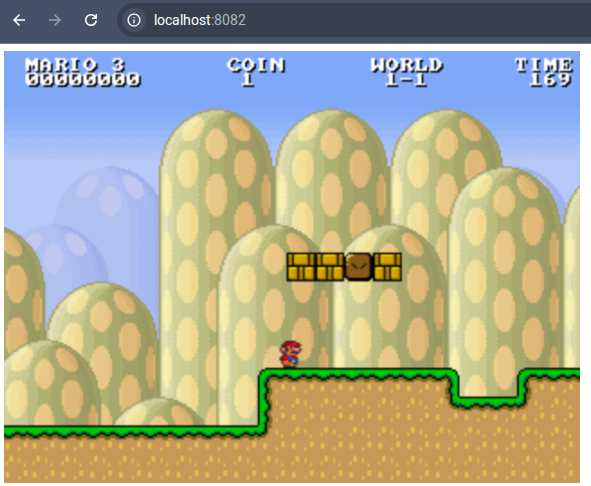 localhost:8082
MARIO 3 COIN WORLD TIME
00000000 1 1-1 169